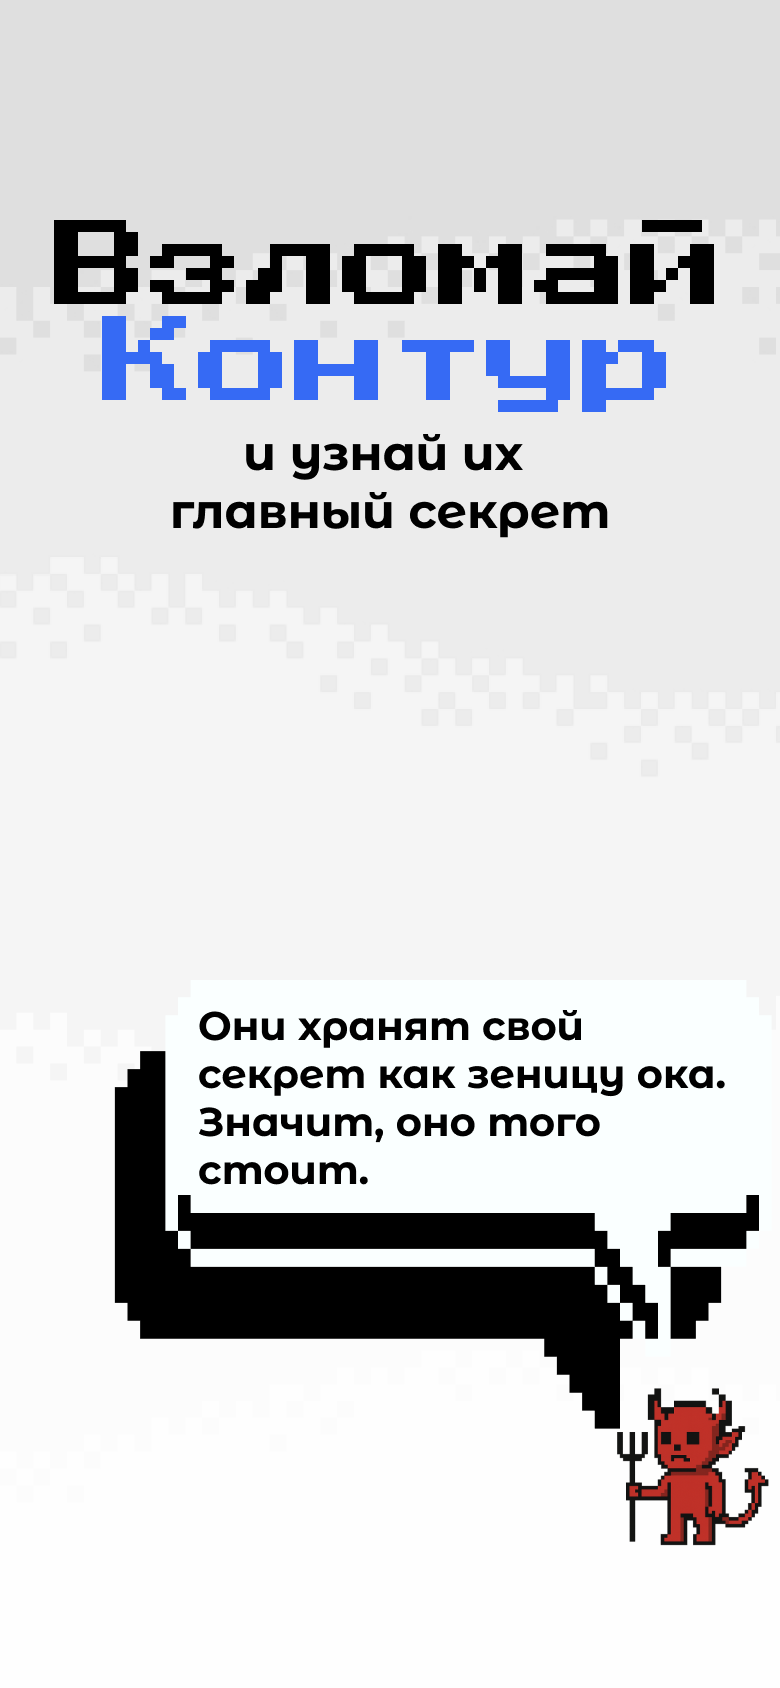 Взломай
Контур
и узнай их
главный секрет
Они хранят свой
секрет как зеницу ока.
Значит, оно того
стоит.